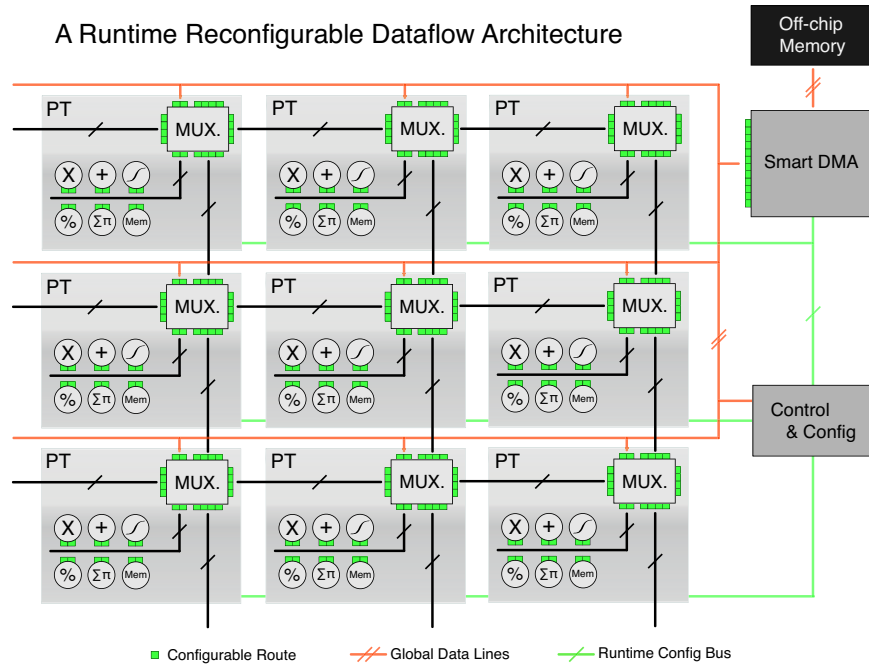 A Runtime Reconfigurable Dataflow Architecture
Off-chip
Memory
PT
MUX.
PT
MUX.
PT
MUX.
Smart DMA
X
+
X
+
X
+
%
Σπ
Mem
%
Σπ
Mem
%
Σπ
Mem
PT
MUX.
PT
MUX.
PT
MUX.
X
+
X
+
X
+
%
Σπ
Mem
%
Σπ
Mem
%
Σπ
Mem
Control
& Config
PT
MUX.
PT
MUX.
PT
MUX.
X
+
X
+
X
+
%
Σπ
Mem
%
Σπ
Mem
%
Σπ
Mem
Configurable Route
Global Data Lines
Runtime Config Bus